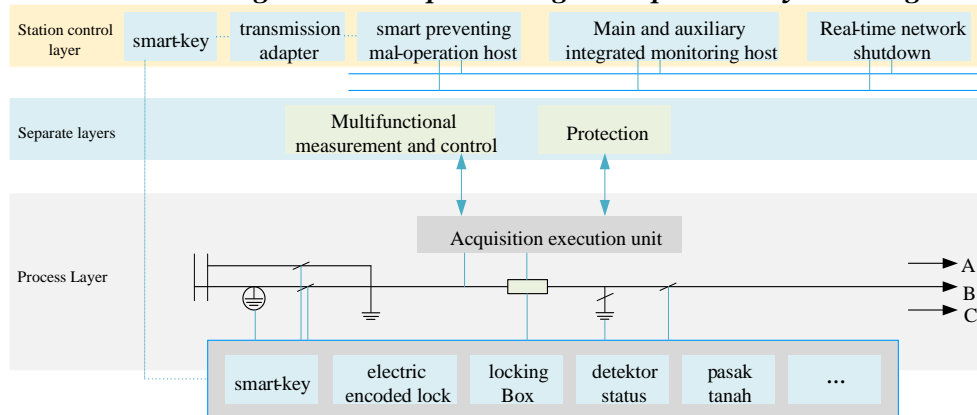 Station control
layer
smart-key
transmission
adapter
smart preventing
mal-operation host
Main and auxiliary
integrated monitoring host
Real-time network
shutdown
Separate layers
Multifunctional
measurement and control
Protection
Process Layer
Acquisition execution unit
A
B
C
smart-key
electric
encoded lock
locking
Box
detektor
status
pasak
tanah
...